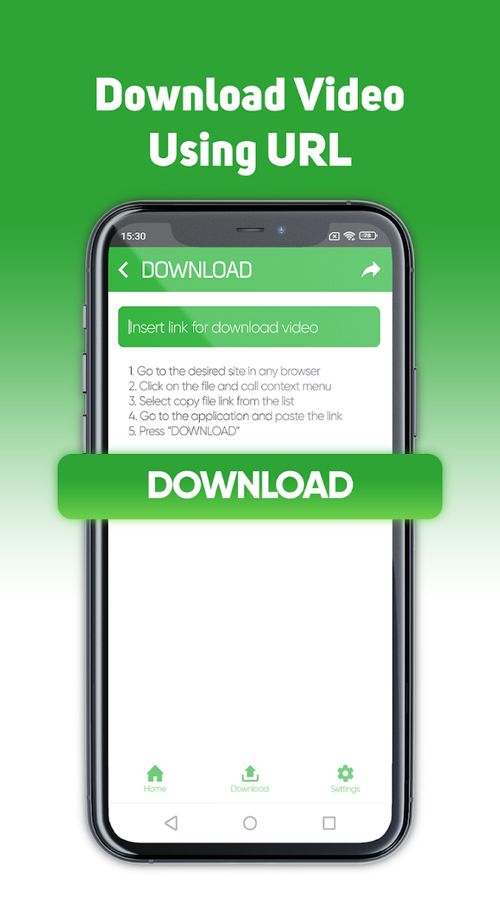 Download Video
Using URL
15:30
78
DOWNLOAD
Insert link for download video
1. Go to the desired site in any browser
2. Click on the file and call context menu
3. Select copy file link from the list
4. Go to the application and paste the link
5. Press "DOWNLOAD"
DOWNLOAD
Home
Download
Settings